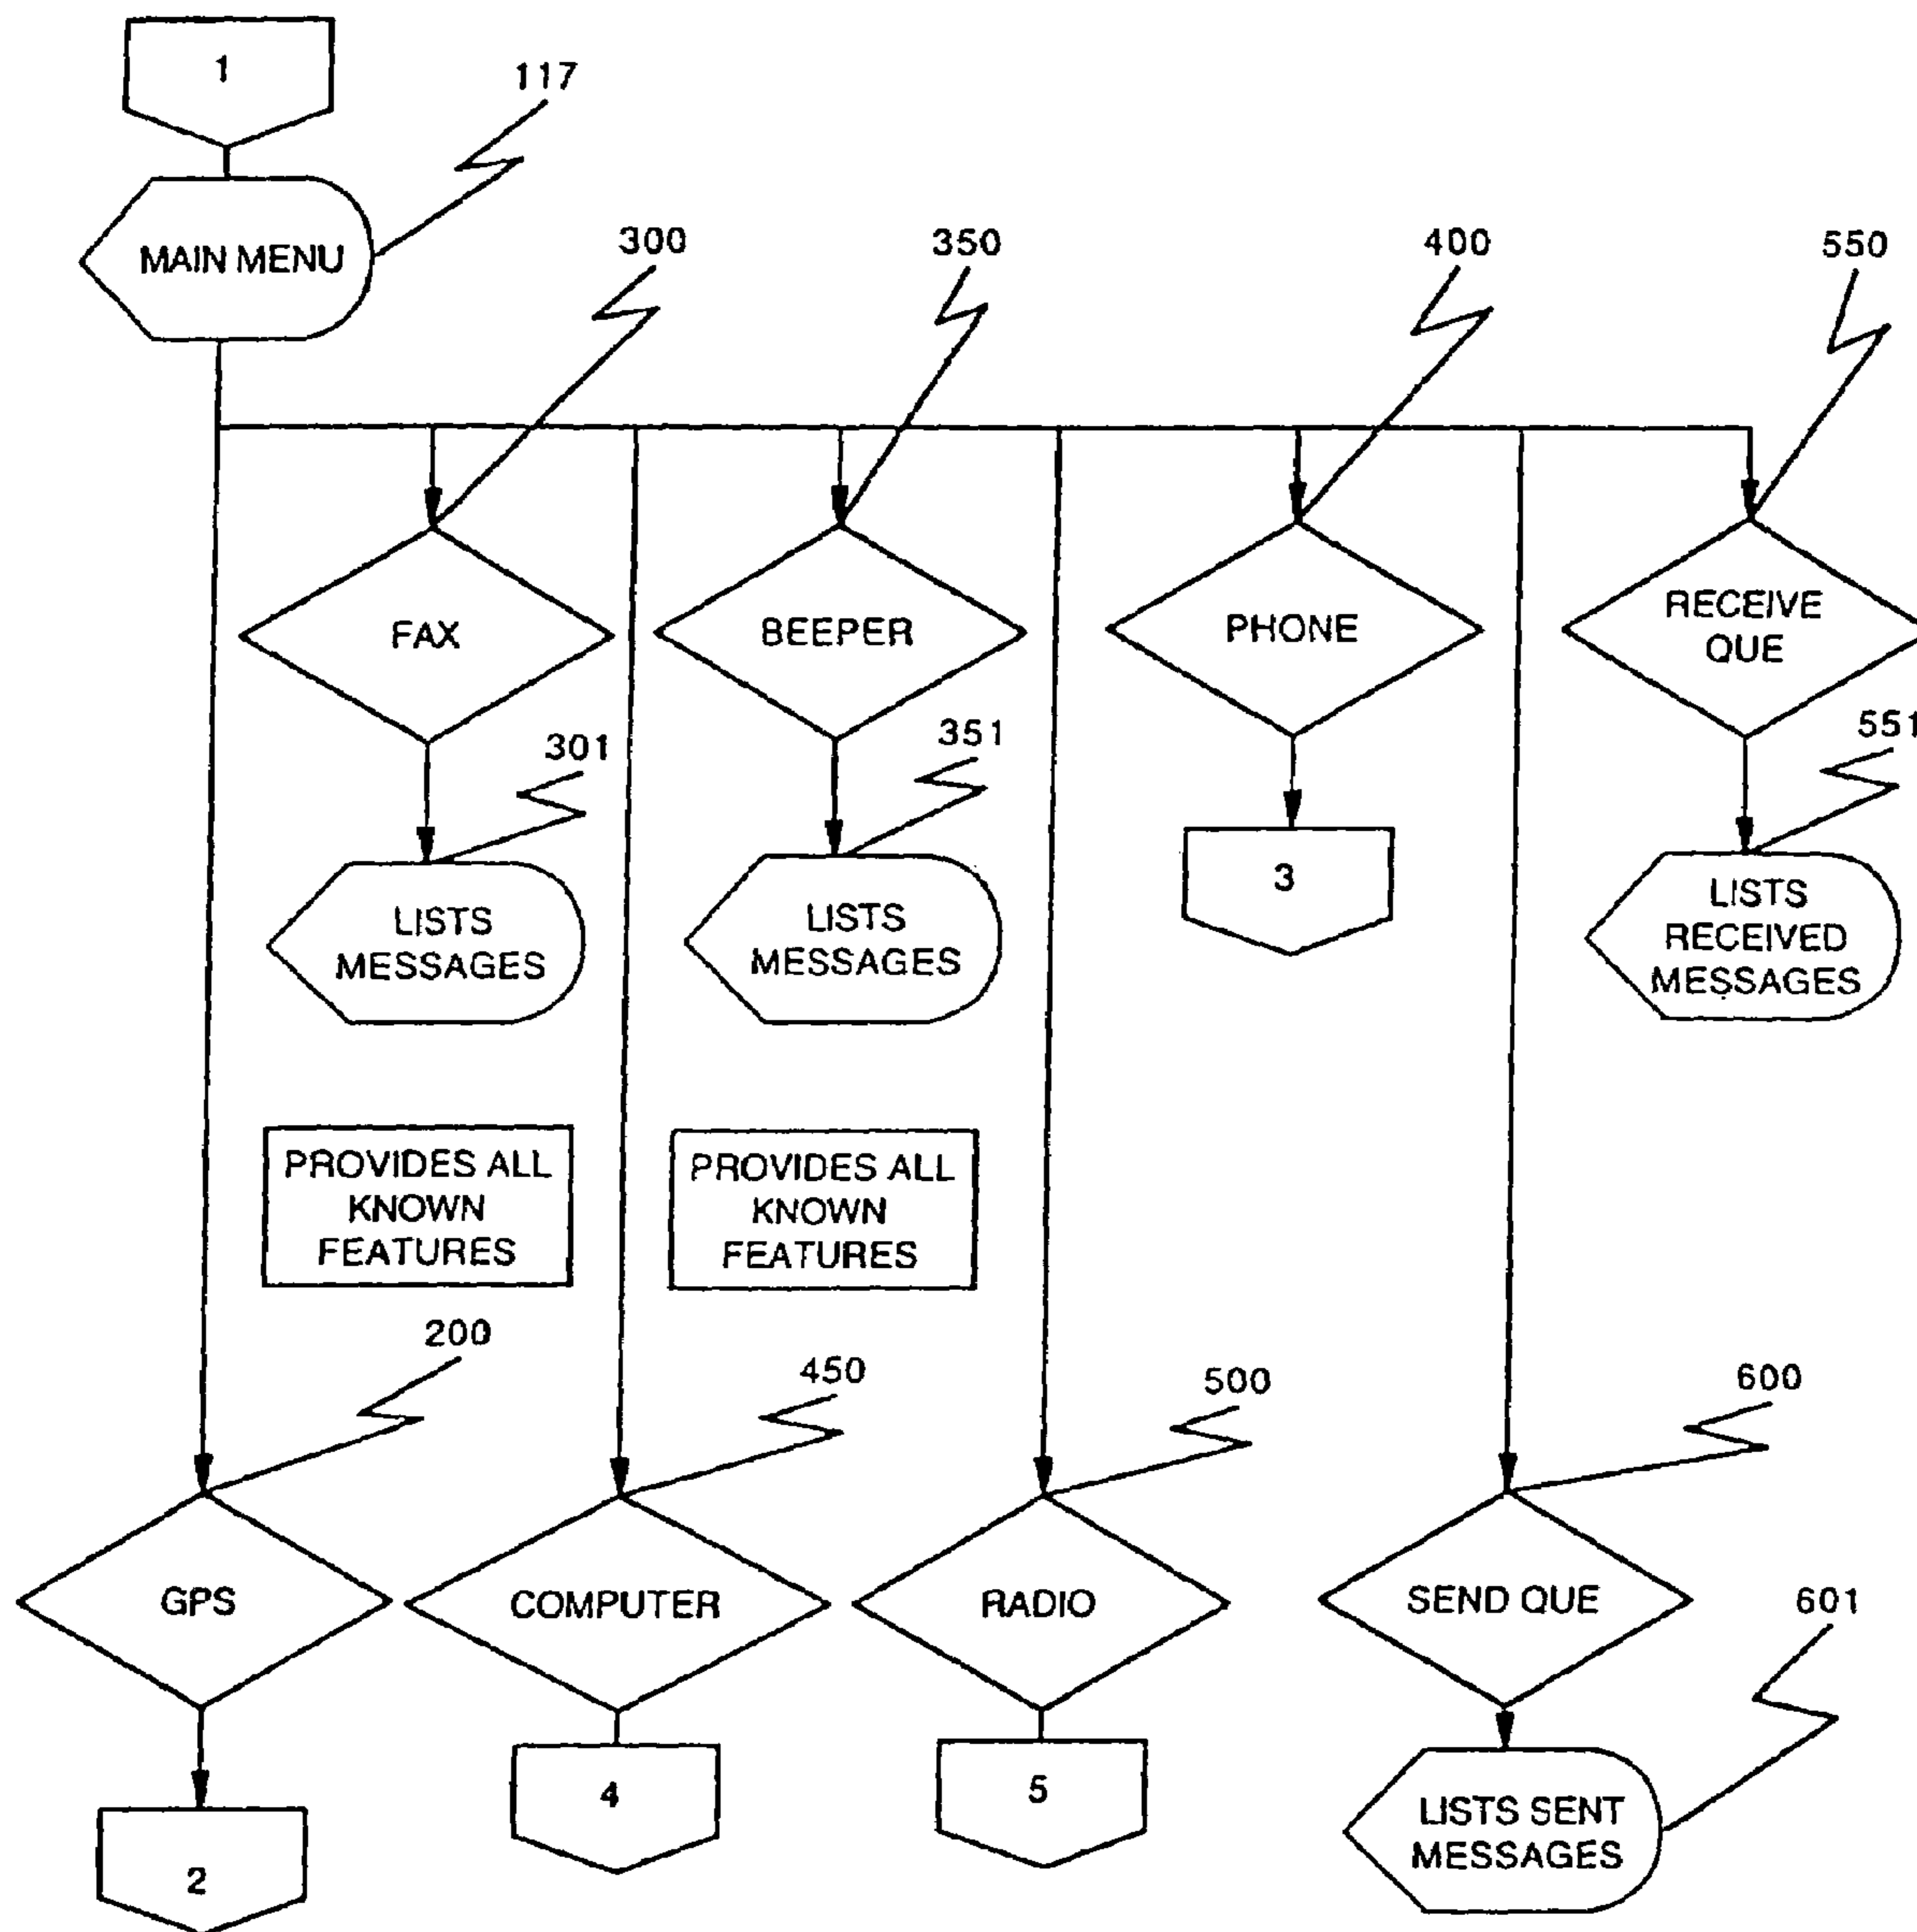 1
117
MAIN MENU
300
350
400
550
FAX
BEEPER
PHONE
RECEIVE
QUE
301
351
551
LISTS
MESSAGES
LISTS
MESSAGES
3
LISTS
RECEIVED
MESSAGES
PROVIDES ALL
KNOWN
FEATURES
PROVIDES ALL
KNOWN
FEATURES
200
450
500
600
GPS
COMPUTER
RADIO
SEND QUE
601
2
4
5
LISTS SENT
MESSAGES